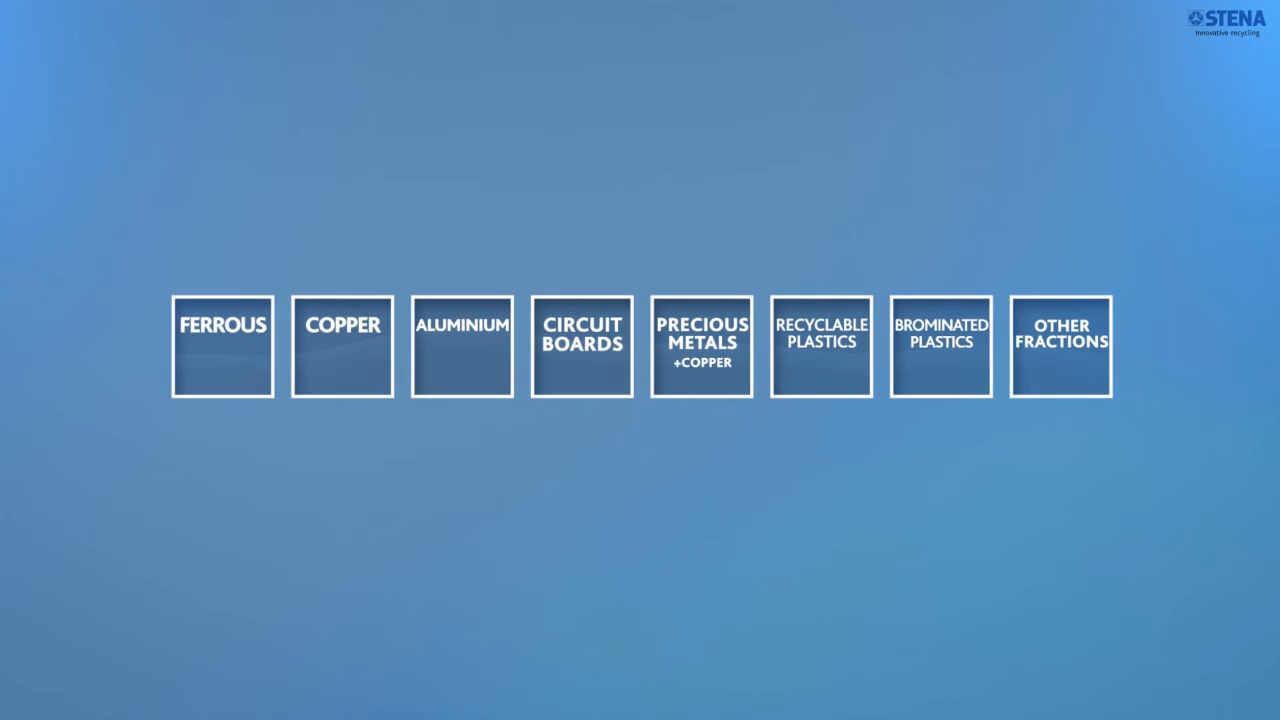 STENA
Innovative recycling
FERROUS
COPPER
ALUMINIUM
CIRCUIT
BOARDS
PRECIOUS
METALS
+COPPER
RECYCLABLE
PLASTICS
BROMINATED
PLASTICS
OTHER
FRACTIONS